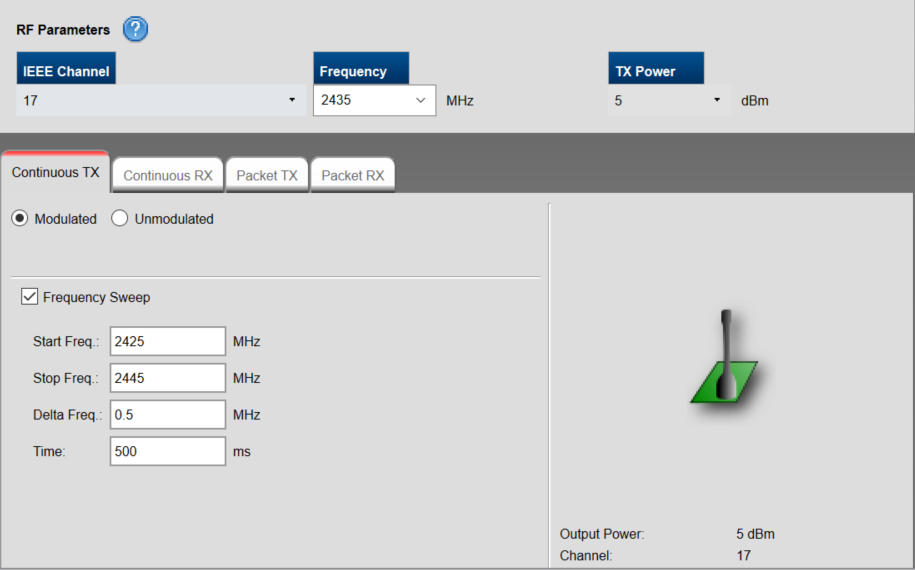 RF Parameters ?
IEEE Channel Frequency TX Power
17 2435 MHz 5 dBm
Continuous TX Continuous RX Packet TX Packet RX
Modulated Unmodulated
Frequency Sweep
Start Freq.: 2425 MHz
Stop Freq.: 2445 MHz
Delta Freq.: 0.5 MHz
Time: 500 ms
Output Power: 5 dBm
Channel: 17